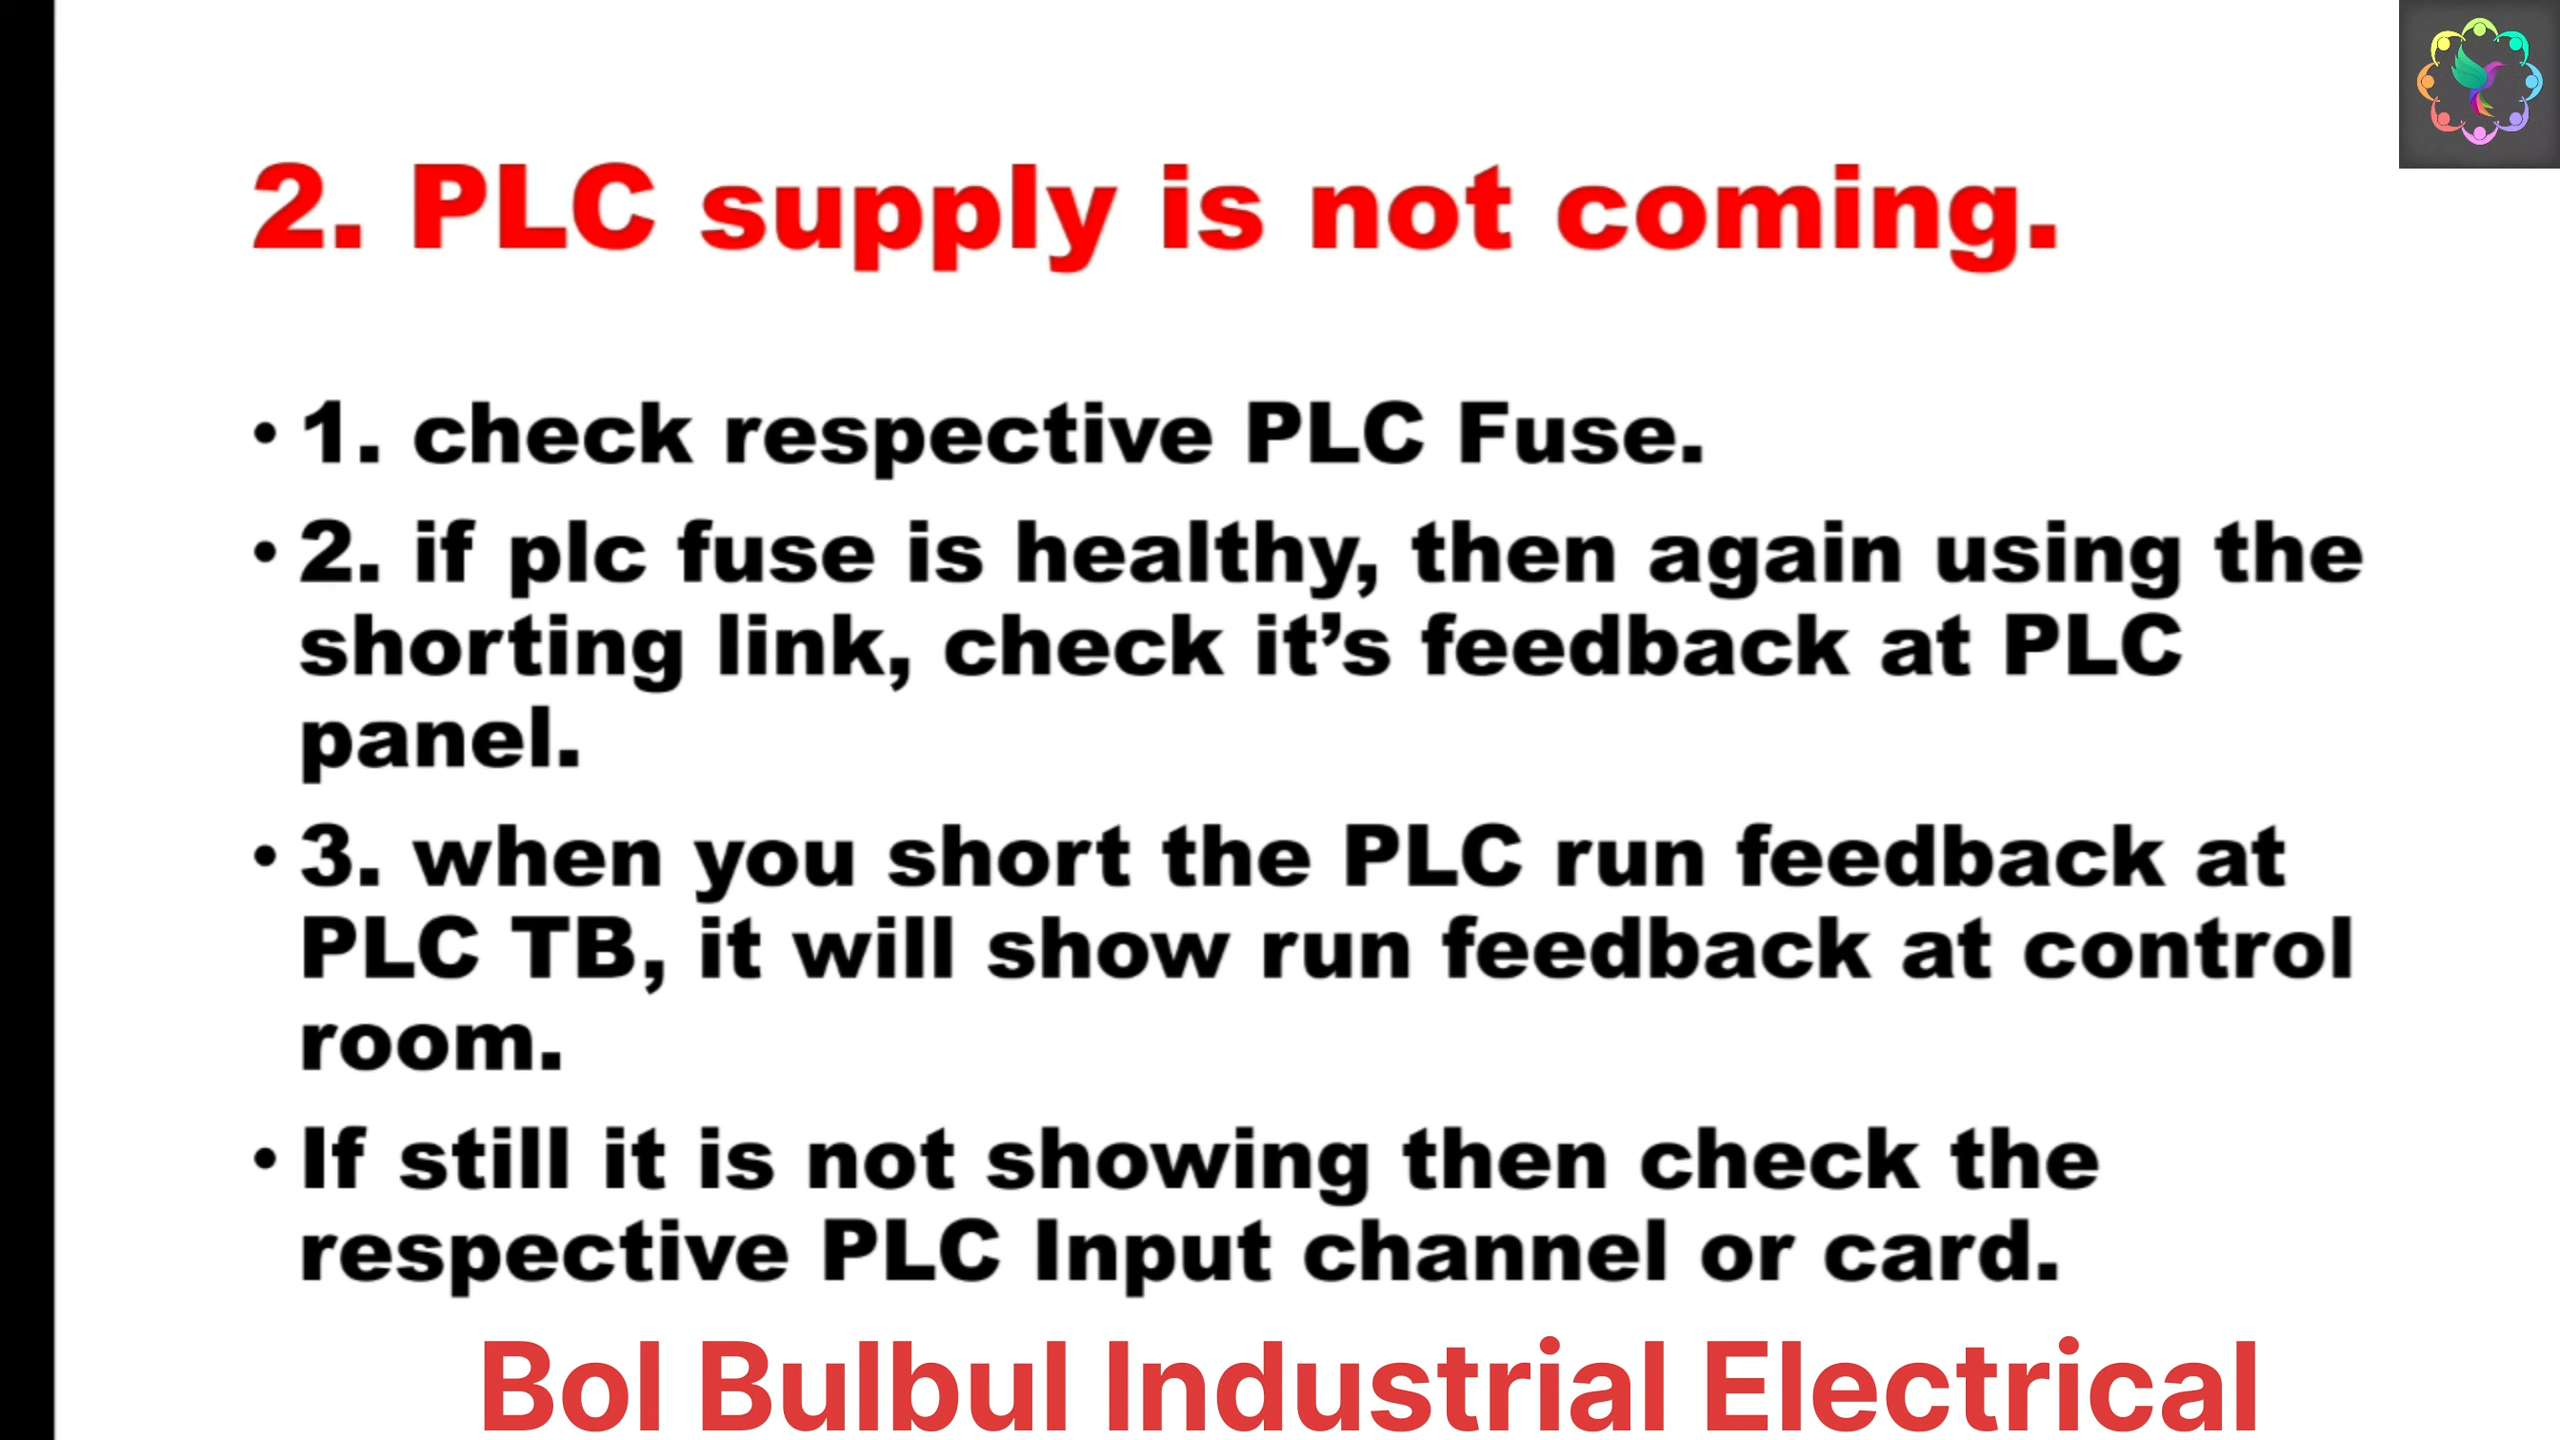 2. PLC supply is not coming.
• 1. check respective PLC Fuse.
• 2. if plc fuse is healthy, then again using the
shorting link, check it’s feedback at PLC
panel.
• 3. when you short the PLC run feedback at
PLC TB, it will show run feedback at control
room.
• If still it is not showing then check the
respective PLC Input channel or card.
Bol Bulbul Industrial Electrical